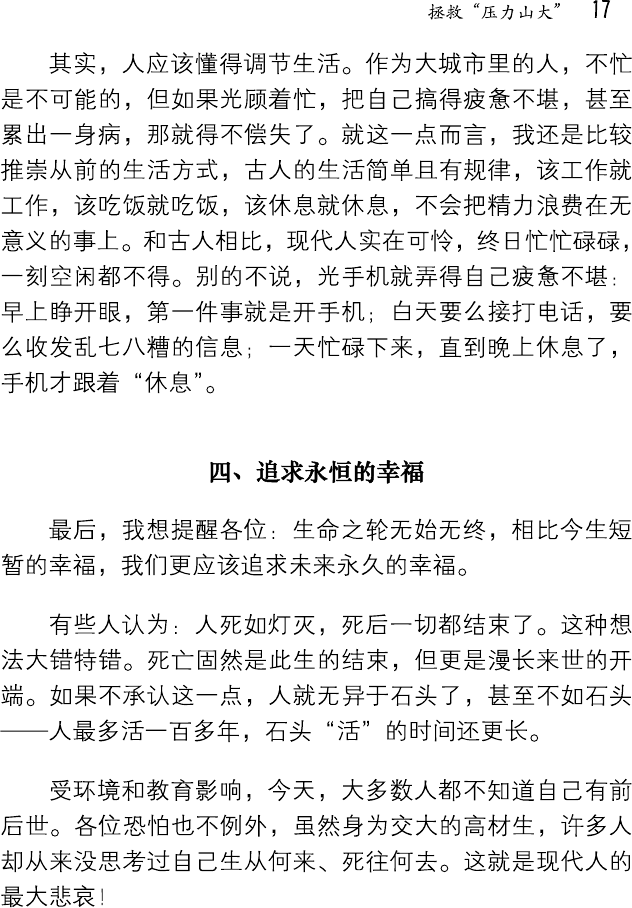 拯救“压力山大” 17
其实，人应该懂得调节生活。作为大城市里的人，不忙
是不可能的，但如果光顾着忙，把自己搞得疲惫不堪，甚至
累出一身病，那就得不偿失了。就这一点而言，我还是比较
推崇从前的生活方式，古人的生活简单且有规律，该工作就
工作，该吃饭就吃饭，该休息就休息，不会把精力浪费在无
意义的事上。和古人相比，现代人实在可怜，终日忙忙碌碌，
一刻空闲都不得。别的不说，光手机就弄得自己疲惫不堪：
早上睁开眼，第一件事就是开手机；白天要么接打电话，要
么收发乱七八糟的信息；一天忙碌下来，直到晚上休息了，
手机才跟着“休息”。
四、追求永恒的幸福
最后，我想提醒各位：生命之轮无始无终，相比今生短
暂的幸福，我们更应该追求未来永久的幸福。
有些人认为：人死如灯灭，死后一切都结束了。这种想
法大错特错。死亡固然是此生的结束，但更是漫长来世的开
端。如果不承认这一点，人就无异于石头了，甚至不如石头
——人最多活一百多年，石头“活”的时间还更长。
受环境和教育影响，今天，大多数人都不知道自己有前
后世。各位恐怕也不例外，虽然身为交大的高材生，许多人
却从来没思考过自己生从何来、死往何去。这就是现代人的
最大悲哀！